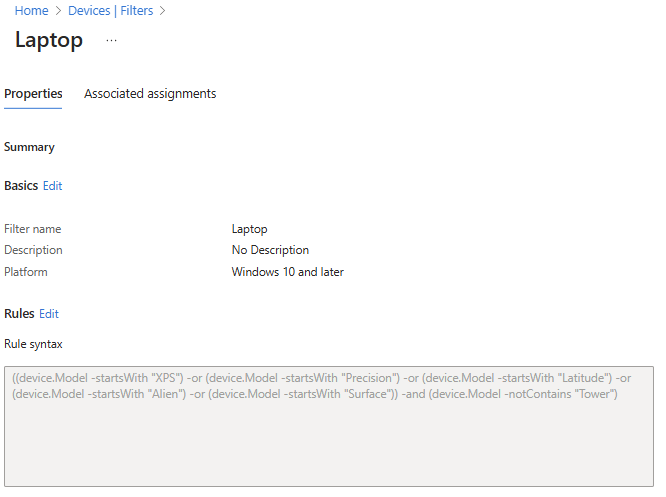 Home > Devices | Filters >
Laptop ...
Properties Associated assignments
Summary
Basics Edit
Filter name Laptop
Description No Description
Platform Windows 10 and later
Rules Edit
Rule syntax
((device.Model -startsWith "XPS") -or (device.Model -startsWith "Precision") -or (device.Model -startsWith "Latitude") -or
(device.Model -startsWith "Alien") -or (device.Model -startsWith "Surface")) -and (device.Model -notContains "Tower")